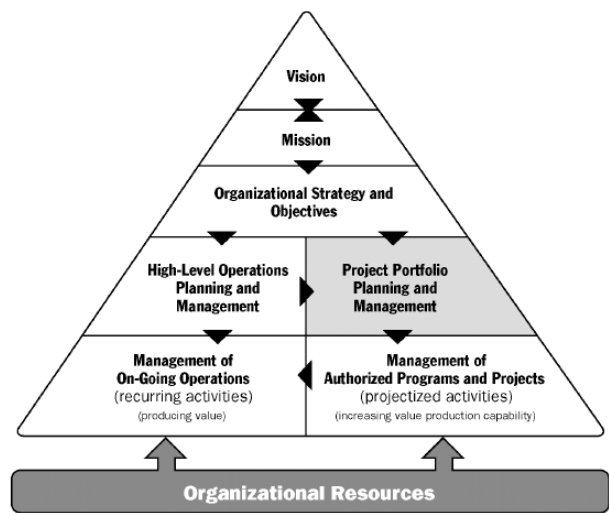 Vision
Mission
Organizational Strategy and
Objectives
High-Level Operations
Planning and
Management
Project Portfolio
Planning and
Management
Management of
On-Going Operations
(recurring activities)
(producing value)
Management of
Authorized Programs and Projects
(projectized activities)
(increasing value production capability)
Organizational Resources